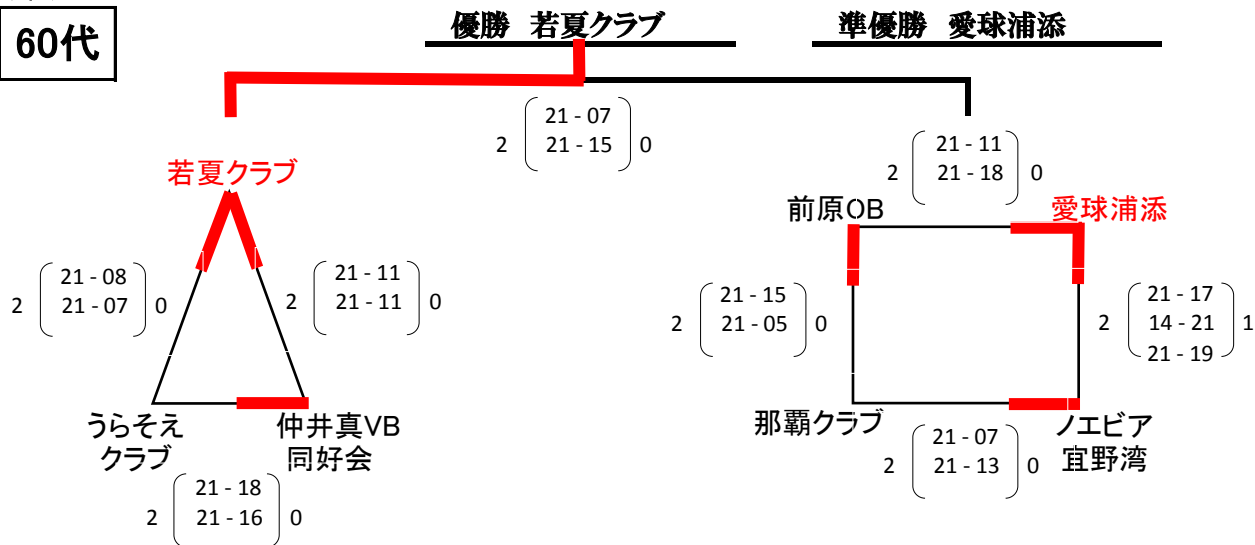 60代
優勝 若夏クラブ
準優勝 愛球浦添
2 21 - 07 0
21 - 15
2 21 - 11 0
21 - 18
若夏クラブ
前原OB
愛球浦添
2 21 - 08 0
21 - 07
2 21 - 11 0
21 - 11
2 21 - 15 0
21 - 05
2 21 - 17 1
14 - 21
21 - 19
うらそえ
クラブ
仲井真VB
同好会
那覇クラブ
ノエビア
宜野湾
2 21 - 18 0
21 - 16
2 21 - 07 0
21 - 13